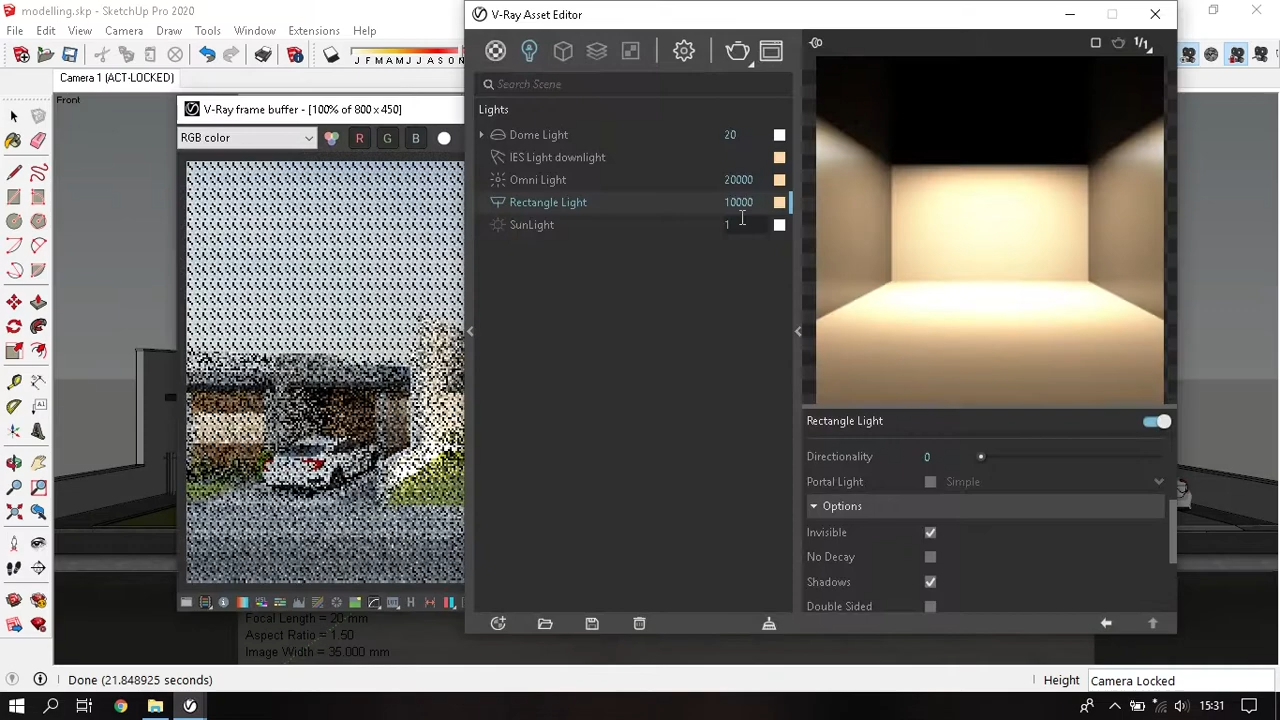 modelling.skp - SketchUp Pro 2020
File Edit View Camera Draw Tools Window Extensions Help
J F M A M J J A S O N D
Camera 1 (ACT-LOCKED)
Front
V-Ray frame buffer - [100% of 800 x 450]
RGB color
R G B
Focal Length = 20 mm
Aspect Ratio = 1.50
Image Width = 35.000 mm
V-Ray Asset Editor
1/1
Search Scene
Lights
Dome Light 20
IES Light downlight
Omni Light 20000
Rectangle Light 10000
SunLight 1
Rectangle Light
Directionality 0
Portal Light Simple
Options
Invisible
No Decay
Shadows
Double Sided
Done (21.848925 seconds)
Height Camera Locked
15:31